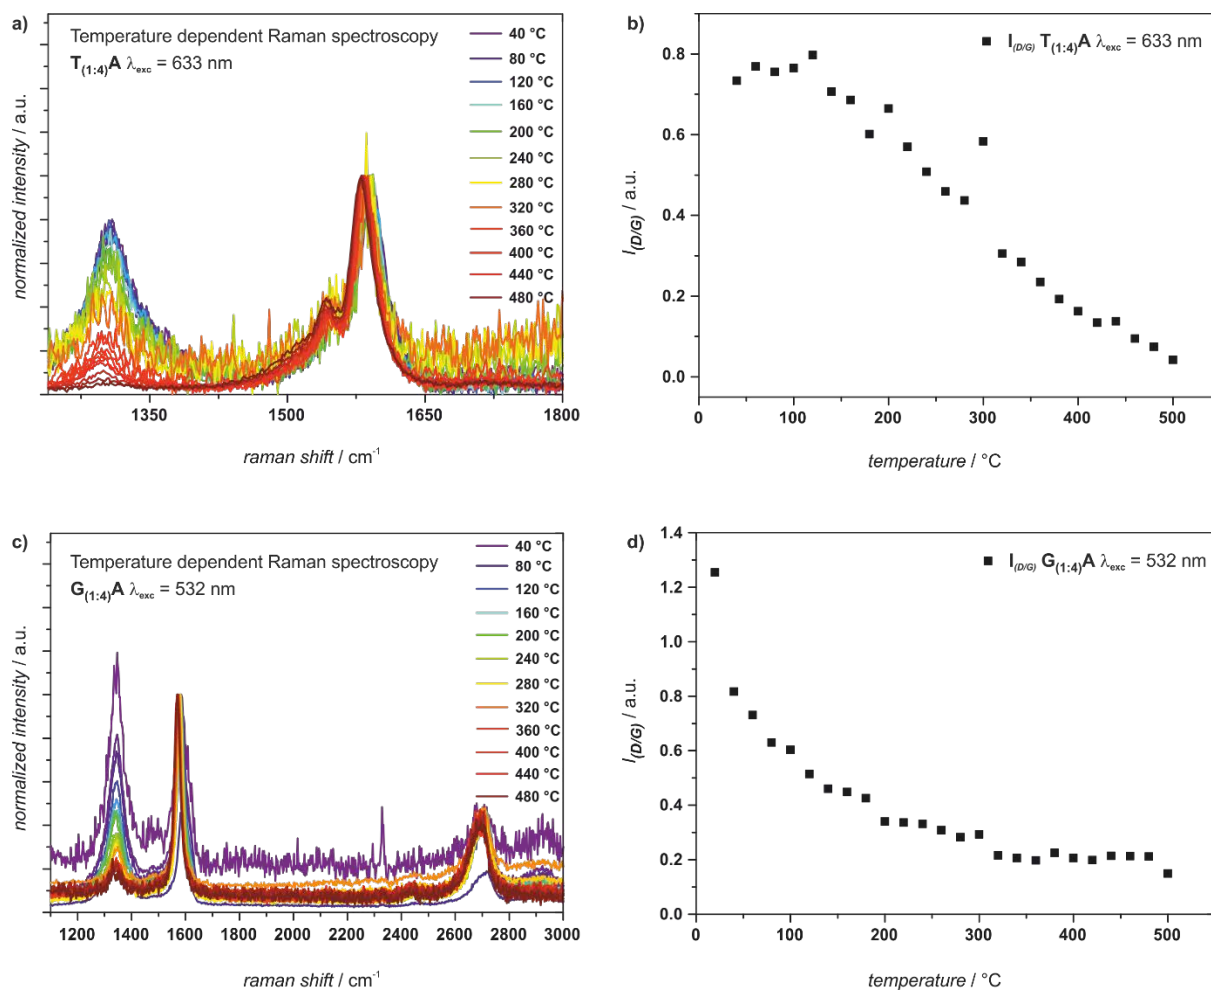 a)
Temperature dependent Raman spectroscopy
T(1:4)A λexc = 633 nm
40 °C
80 °C
120 °C
160 °C
200 °C
240 °C
280 °C
320 °C
360 °C
400 °C
440 °C
480 °C
normalized intensity / a.u.
1350
1500
1650
1800
raman shift / cm-1
b)
I(D/G) T(1:4)A λexc = 633 nm
0.8
0.6
0.4
0.2
0.0
I(D/G) / a.u.
0
100
200
300
400
500
temperature / °C
c)
Temperature dependent Raman spectroscopy
G(1:4)A λexc = 532 nm
40 °C
80 °C
120 °C
160 °C
200 °C
240 °C
280 °C
320 °C
360 °C
400 °C
440 °C
480 °C
normalized intensity / a.u.
1200 1400 1600 1800 2000 2200 2400 2600 2800 3000
raman shift / cm-1
d)
I(D/G) G(1:4)A λexc = 532 nm
1.4
1.2
1.0
0.8
0.6
0.4
0.2
0.0
I(D/G) / a.u.
0
100
200
300
400
500
temperature / °C